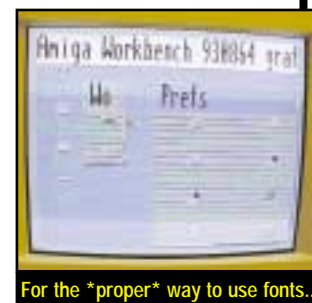 Amiga Workbench 938864 graf
Wo Prefs
For the *proper* way to use fonts..